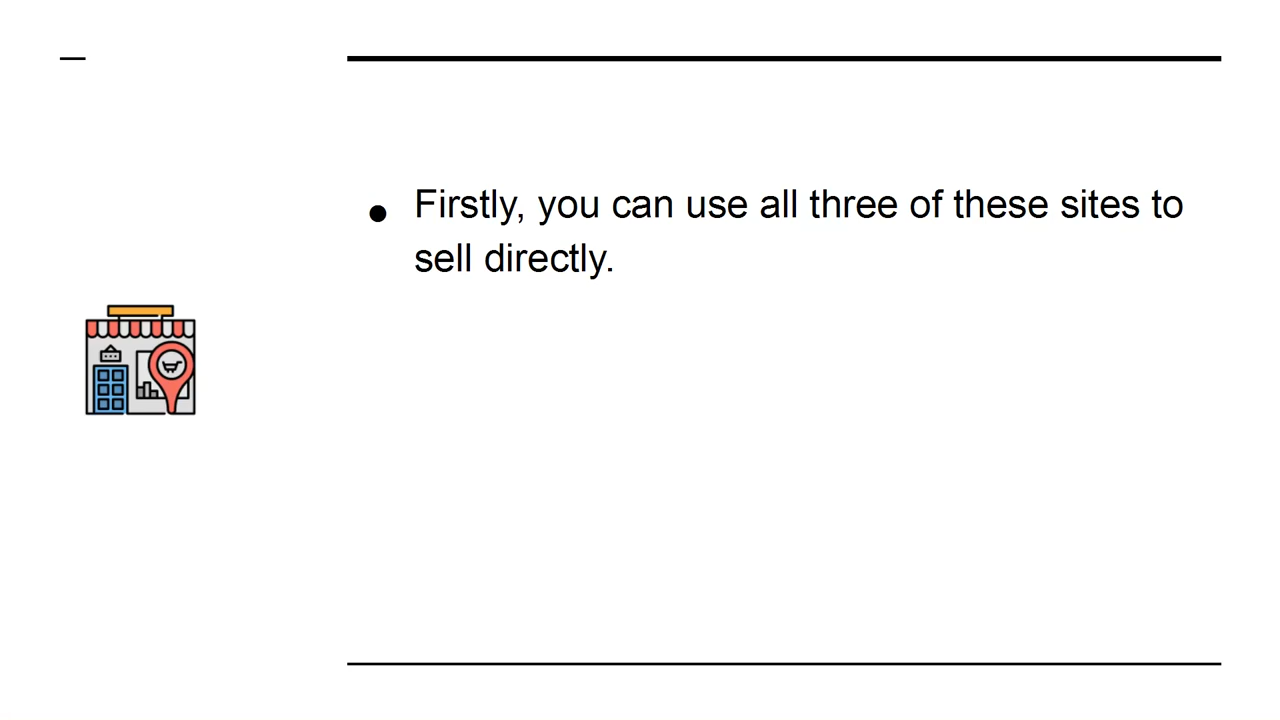 Firstly, you can use all three of these sites to
sell directly.